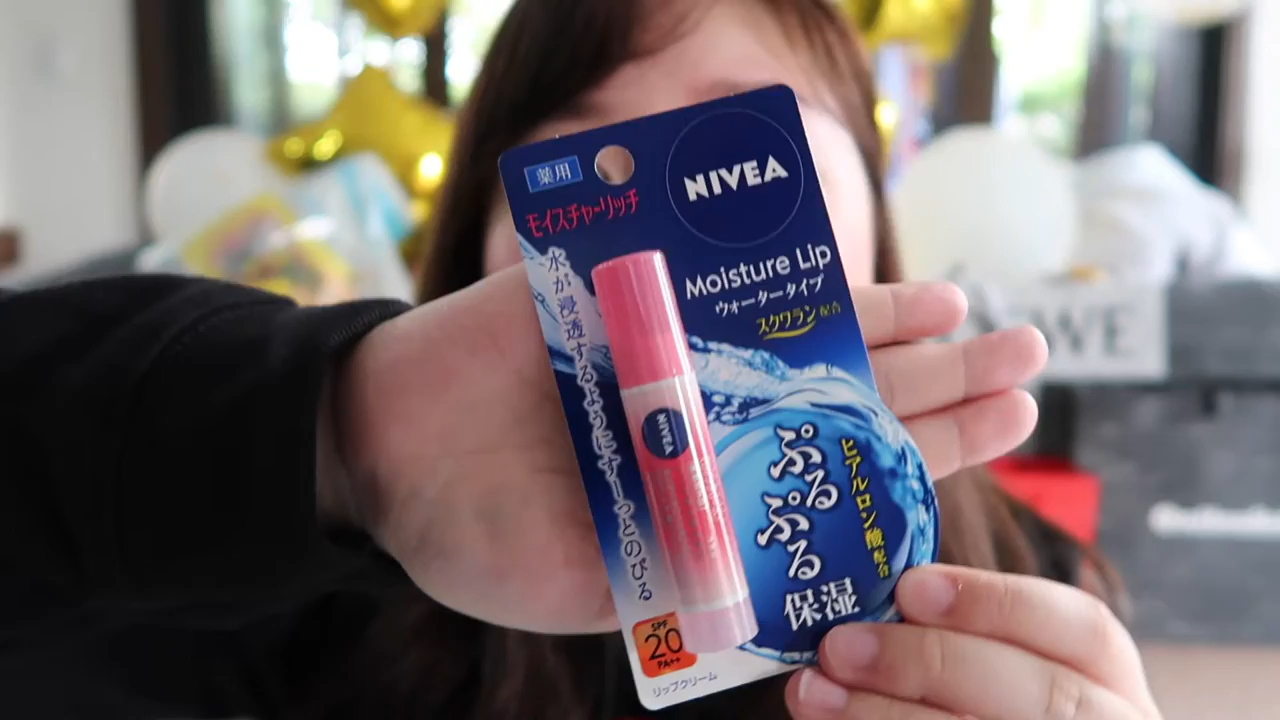 薬用
モイスチャーリッチ
NIVEA
Moisture Lip
ウォータータイプ
スクワラン配合
水が浸透するようにすーっとのびる
NIVEA
ヒアルロン酸配合
ぷるぷる
保湿
SPF
20
PA++
リップクリーム
WE